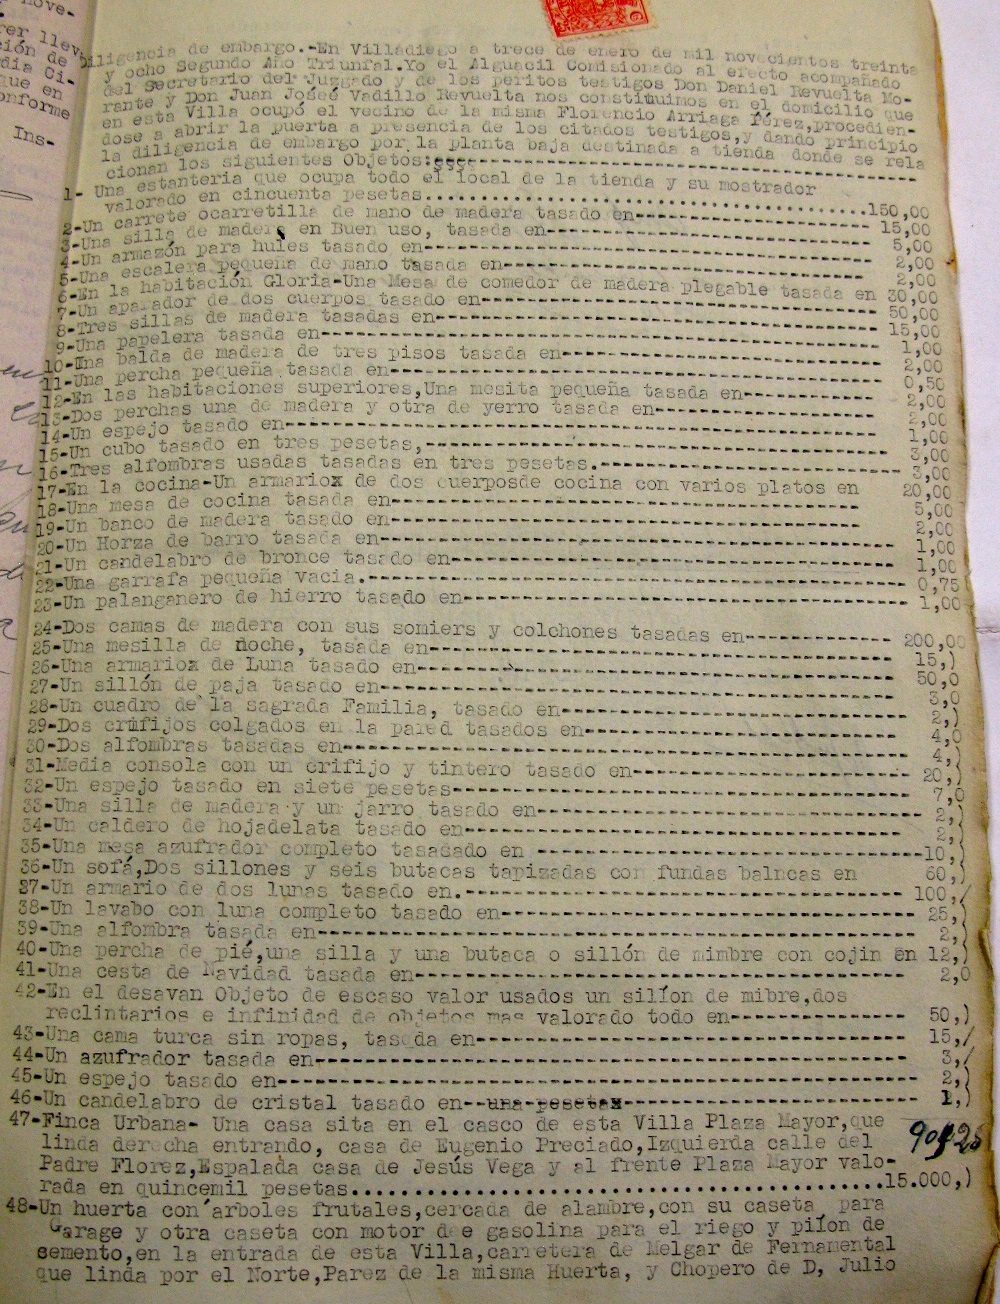 Diligencia de embargo.-En Villadiego a trece de enero de mil novecientos treinta
y ocho Segundo Año Triunfal.Yo el Alguacil Comisionado al efecto acompañado
del Secretario del Juzgado y de los peritos testigos Don Daniel Revuelta Mo-
rante y Don Juan Joseé Vadillo Revuelta nos constituimos en el domicilio que
en esta Villa ocupó el vecino de la misma Florencio Arriaga Pérez,procedien-
dose a abrir la puerta a presencia de los citados testigos,y dando principio
la diligencia de embargo por la planta baja destinada a tienda donde se rela
cionan los siguientes Objetos:
1- Una estanteria que ocupa todo el local de la tienda y su mostrador
valorado en cincuenta pesetas.......150,00
2-Un carrete ocarretilla de mano de madera tasado en--- 15,00
3-Una silla de madera en Buen uso, tasada en--- 5,00
4-Un armazón para hules tasado en--- 2,00
5-Una escalera pequeña de mano tasada en--- 2,00
6-En la habitación Gloria-Una Mesa de comedor de madera plegable tasada en 30,00
7-Un aparador de dos cuerpos tasado en--- 50,00
8-Tres sillas de madera tasadas en--- 15,00
9-Una papelera tasada en--- 1,00
10-Una balda de madera de tres pisos tasada en--- 2,00
11-Una percha pequeña tasada en--- 0,50
12-En las habitaciones superiores,Una mesita pequeña tasada en--- 2,00
13-Dos perchas una de madera y otra de yerro tasada en--- 2,00
14-Un espejo tasado en--- 1,00
15-Un cubo tasado en tres pesetas,--- 3,00
16-Tres alfombras usadas tasadas en tres pesetas.--- 3,00
17-En la cocina-Un armariox de dos cuerposde cocina con varios platos en 20,00
18-Una mesa de cocina tasada en--- 5,00
19-Un banco de madera tasado en--- 2,00
20-Un Horza de barro tasada en--- 1,00
21-Un candelabro de bronce tasado en--- 1,00
22-Una garrafa pequeña vacia.--- 0,75
23-Un palanganero de hierro tasado en--- 1,00
24-Dos camas de madera con sus somiers y colchones tasadas en--- 200,00
25-Una mesilla de noche, tasada en--- 15,)
26-Una armariox de Luna tasado en--- 50,0
27-Un sillón de paja tasado en--- 3,0
28-Un cuadro de la sagrada Familia, tasado en--- 2,)
29-Dos crufijos colgados en la pared tasados en--- 4,0
30-Dos alfombras tasadas en--- 4,)
31-Media consola con un crifijo y tintero tasado en--- 20,)
32-Un espejo tasado en siete pesetas--- 7,0
33-Una silla de madera y un jarro tasado en--- 2,)
34-Un caldero de hojadelata tasado en--- 2,)
35-Una mesa azufrador completo tasasado en ---10,)
36-Un sofá,Dos sillones y seis butacas tapizadas con fundas balncas en 60,)
37-Un armario de dos lunas tasado en.--- 100,/
38-Un lavabo con luna completo tasado en--- 25,)
39-Una alfombra tasada en--- 2,)
40-Una percha de pié,una silla y una butaca o sillón de mimbre con cojin en 12,)
41-Una cesta de Navidad tasada en--- 2,0
42-En el desavan Objeto de escaso valor usados un silíon de mibre,dos
reclintarios e infinidad de objetos mas valorado todo en--- 50,)
43-Una cama turca sin ropas, tasada en--- 15,/
44-Un azufrador tasada en--- 3,/
45-Un espejo tasado en--- 2,)
46-Un candelabro de cristal tasado en--una pesetax--- 1,)
47-Finca Urbana- Una casa sita en el casco de esta Villa Plaza Mayor,que
linda derecha entrando, casa de Eugenio Preciado,Izquierda calle del
Padre Florez,Espalada casa de Jesús Vega y al frente Plaza Mayor valo-
rada en quincemil pesetas.......15.000,)
48-Un huerta con arboles frutales,cercada de alambre,con su caseta para
Garage y otra caseta con motor de e gasolina para el riego y pilon de
semento,en la entrada de esta Villa,carretera de Melgar de Fernamental
que linda por el Norte,Parez de la misma Huerta, y Chopero de D, Julio